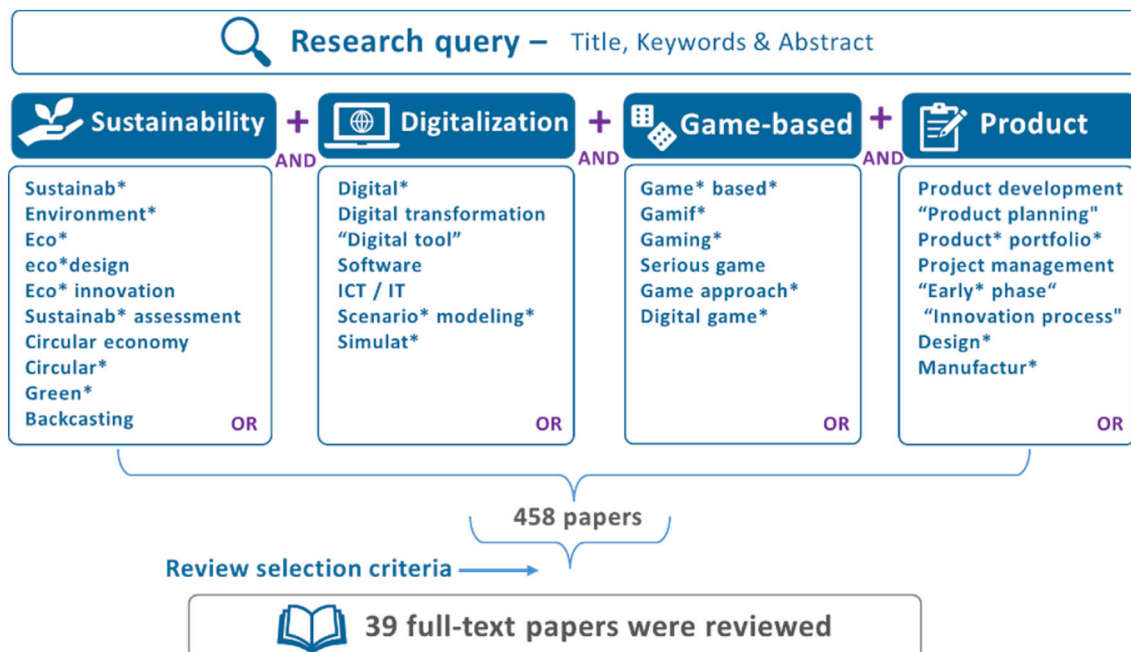 Research query – Title, Keywords & Abstract
Sustainability
+
AND
Digitalization
+
AND
Game-based
+
AND
Product
Sustainab*
Environment*
Eco*
eco*design
Eco* innovation
Sustainab* assessment
Circular economy
Circular*
Green*
Backcasting
OR
Digital*
Digital transformation
“Digital tool”
Software
ICT / IT
Scenario* modeling*
Simulat*
OR
Game* based*
Gamif*
Gaming*
Serious game
Game approach*
Digital game*
OR
Product development
“Product planning"
Product* portfolio*
Project management
“Early* phase“
“Innovation process"
Design*
Manufactur*
OR
458 papers
Review selection criteria
39 full-text papers were reviewed